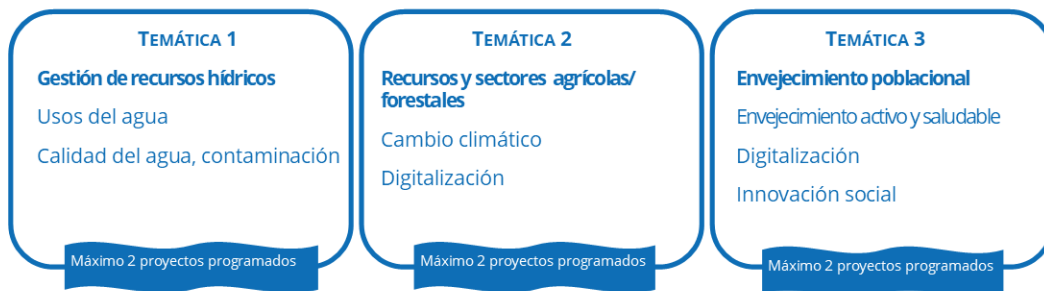 TEMÁTICA 1
Gestión de recursos hídricos
Usos del agua
Calidad del agua, contaminación
Máximo 2 proyectos programados
TEMÁTICA 2
Recursos y sectores agrícolas/
forestales
Cambio climático
Digitalización
Máximo 2 proyectos programados
TEMÁTICA 3
Envejecimiento poblacional
Envejecimiento activo y saludable
Digitalización
Innovación social
Máximo 2 proyectos programados